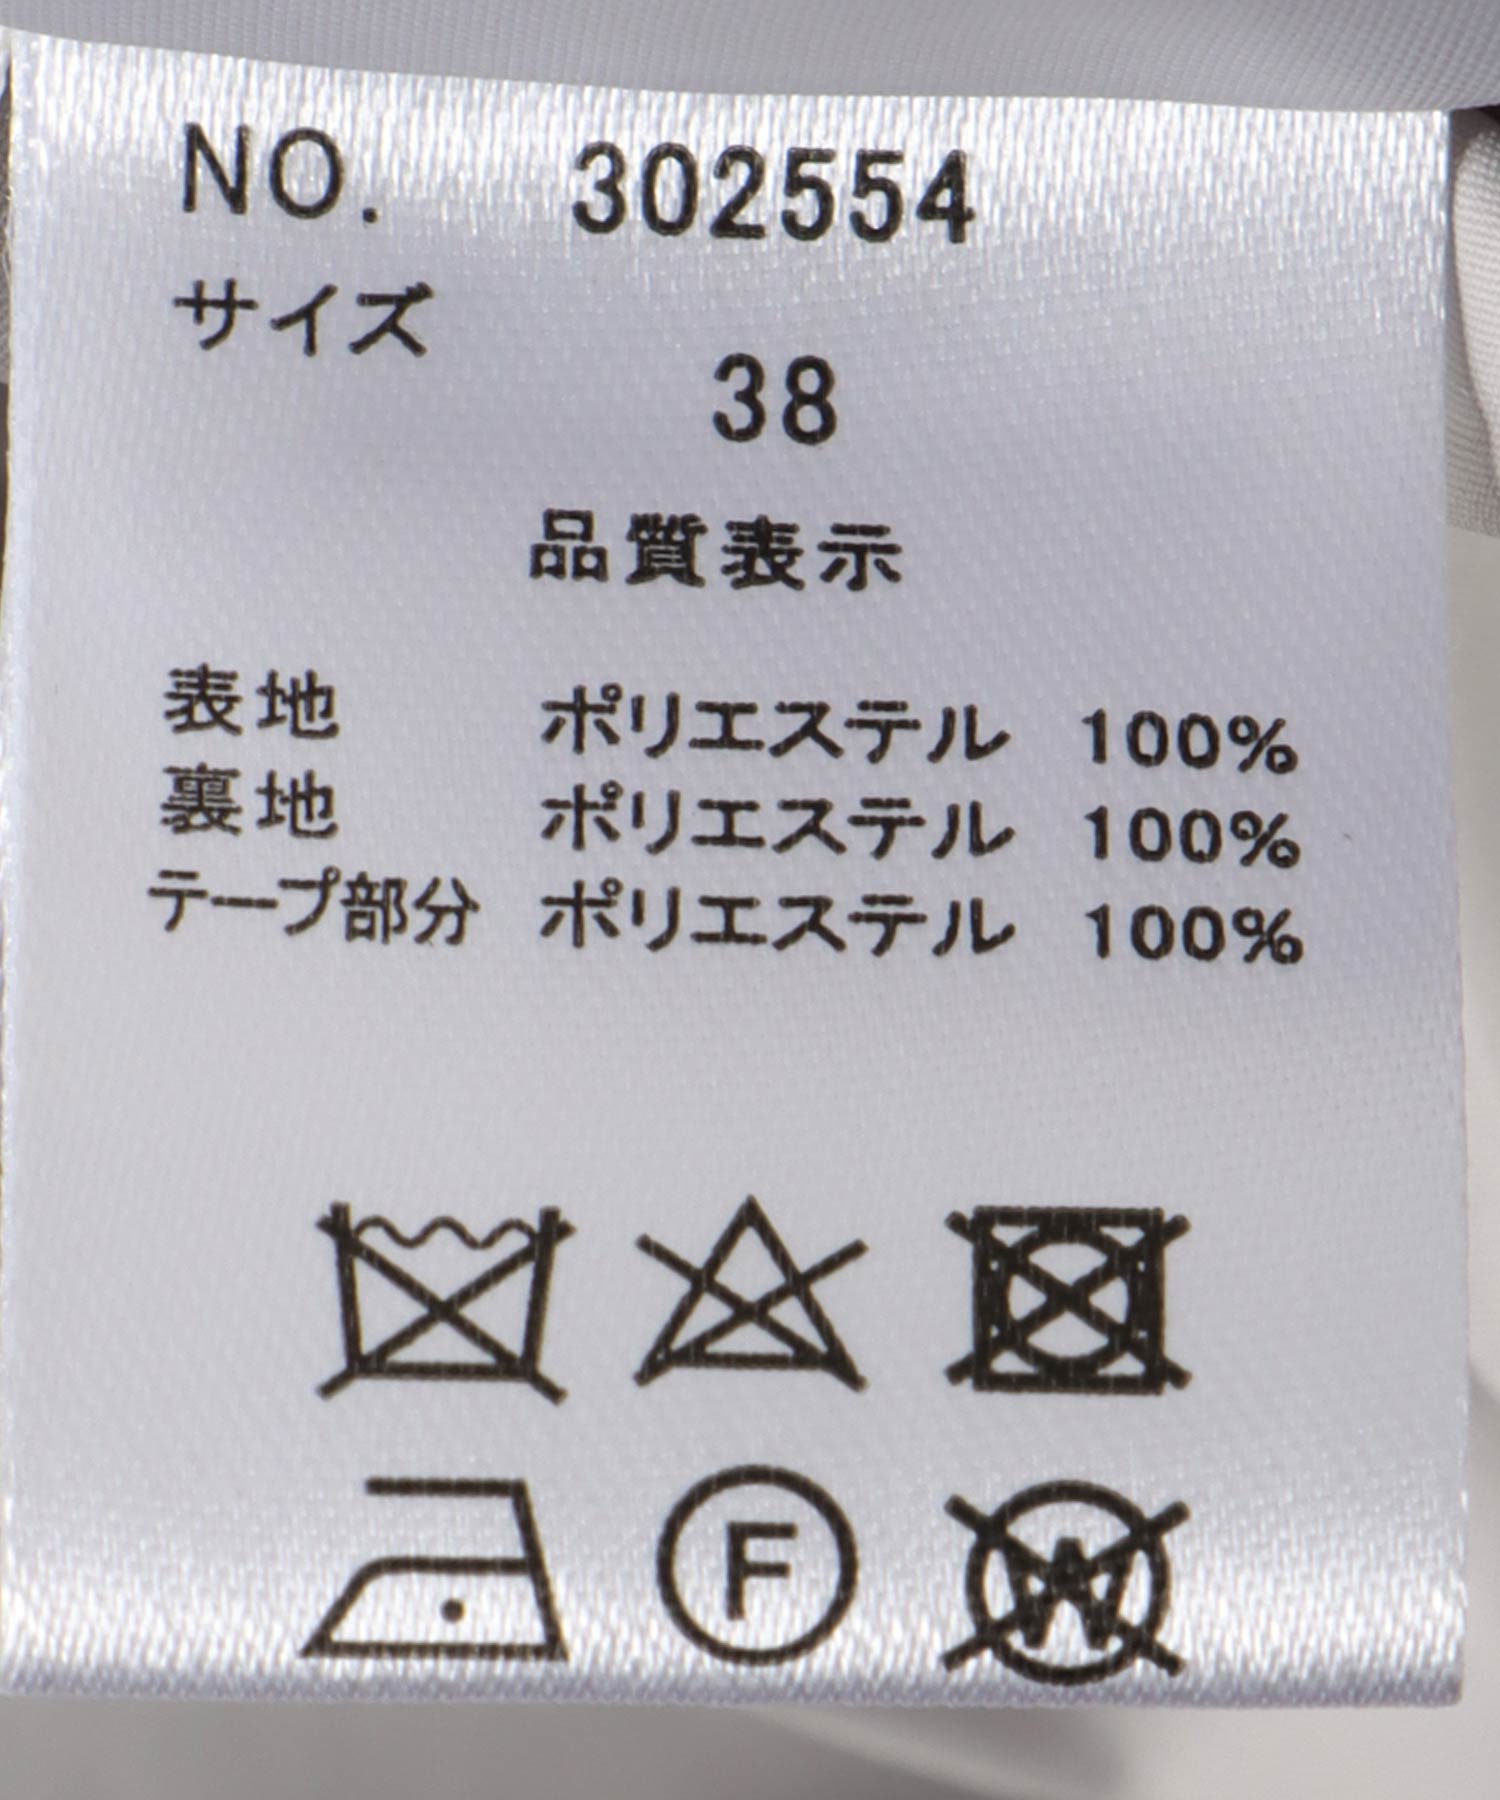 NO. 302554
サイズ
38
品質表示
表地 ポリエステル 100%
裏地 ポリエステル 100%
テープ部分 ポリエステル 100%
F W